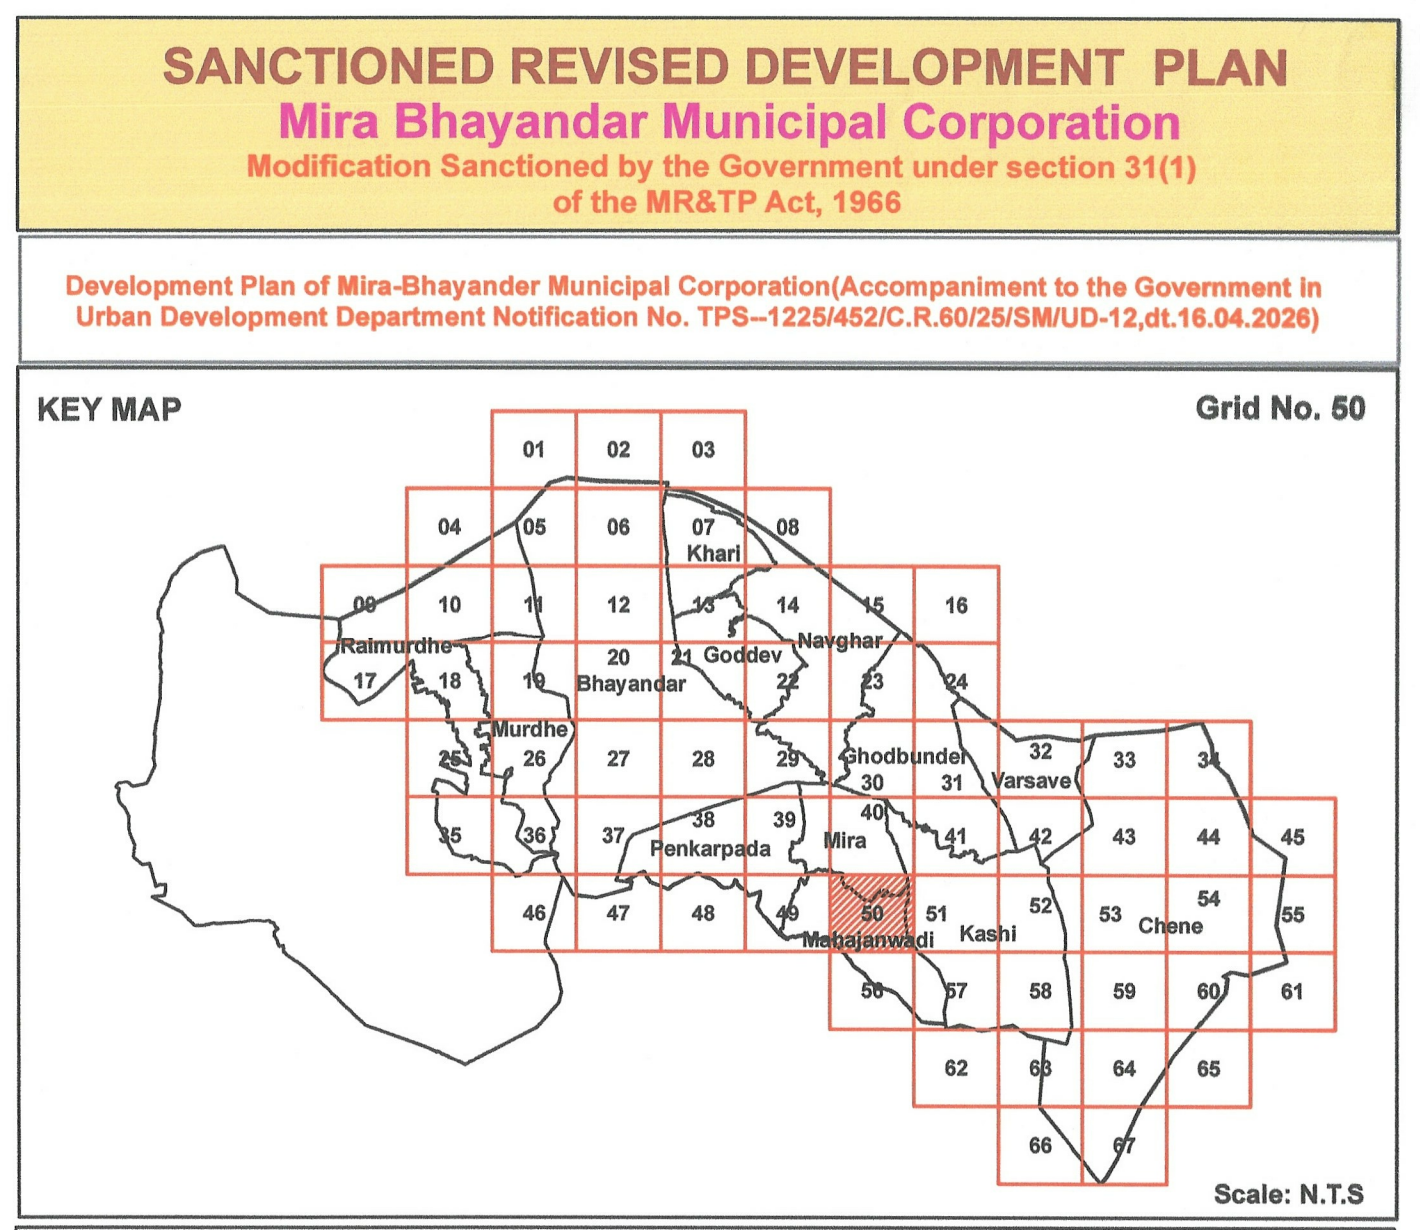 SANCTIONED REVISED DEVELOPMENT PLAN
Mira Bhayandar Municipal Corporation
Modification Sanctioned by the Government under section 31(1)
of the MR&TP Act, 1966
Development Plan of Mira-Bhayander Municipal Corporation(Accompaniment to the Government in
Urban Development Department Notification No. TPS--1225/452/C.R.60/25/SM/UD-12,dt.16.04.2026)
KEY MAP
Grid No. 50
01 02 03
04 05 06 07 08
Khari
09 10 11 12 13 14 15 16
Raimurdhe
Navghar
20 21 Goddev
17 18 19 Bhayandar 22 23 24
Murdhe
25 26 27 28 29 Ghodbunder 32 33 34
30 31 Varsave
35 36 37 38 39 40 41 42 43 44 45
Penkarpada Mira
46 47 48 49 50 51 52 53 54 55
Mahajanwadi Kashi Chene
56 57 58 59 60 61
62 63 64 65
66 67
Scale: N.T.S